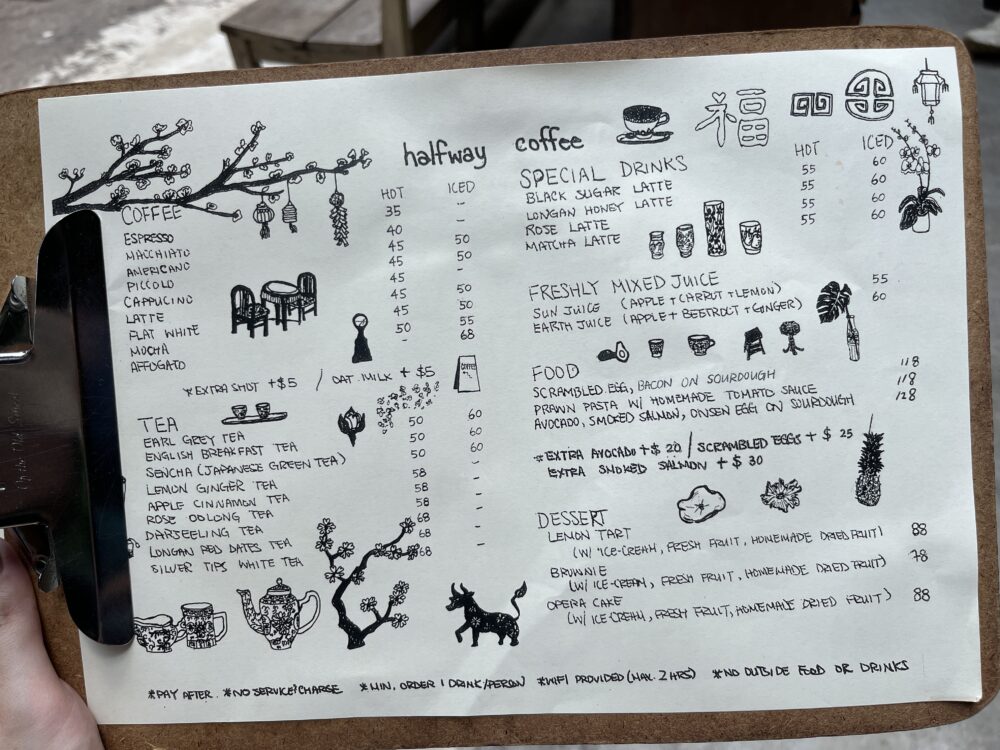 halfway coffee
福
COFFEE HOT ICED
ESPRESSO 35 -
MACCHIATO 40 -
AMERICANO 45 50
PICCOLO 45 50
CAPPUCINO 45 -
LATTE 45 50
FLAT WHITE 45 50
MOCHA 50 55
AFFOGATO - 68
*EXTRA SHOT +$5 / OAT MILK +$5
COFFEE
TEA
EARL GREY TEA 50 60
ENGLISH BREAKFAST TEA 50 60
SENCHA (JAPANESE GREEN TEA) 50 60
LEMON GINGER TEA 58 -
APPLE CINNAMON TEA 58 -
ROSE OOLONG TEA 58 -
DARJEELING TEA 68 -
LONGAN RED DATES TEA 68 -
SILVER TIPS WHITE TEA 68 -
SPECIAL DRINKS HOT ICED
BLACK SUGAR LATTE 55 60
LONGAN HONEY LATTE 55 60
ROSE LATTE 55 60
MATCHA LATTE 55 60
FRESHLY MIXED JUICE
SUN JUICE (APPLE + CARROT + LEMON) 55
EARTH JUICE (APPLE + BEETROOT + GINGER) 60
FOOD
SCRAMBLED EGG, BACON ON SOURDOUGH 118
PRAWN PASTA W/ HOMEMADE TOMATO SAUCE 118
AVOCADO, SMOKED SALMON, ONSEN EGG ON SOURDOUGH 128
*EXTRA AVOCADO +$ 20 / SCRAMBLED EGGS + $ 25
EXTRA SMOKED SALMON + $ 30
DESSERT
LEMON TART
(W/ ICE-CREAM, FRESH FRUIT, HOMEMADE DRIED FRUIT) 88
BROWNIE
(W/ ICE-CREAM, FRESH FRUIT, HOMEMADE DRIED FRUIT) 78
OPERA CAKE
(W/ ICE-CREAM, FRESH FRUIT, HOMEMADE DRIED FRUIT) 88
*PAY AFTER. *NO SERVICE CHARGE *MIN. ORDER 1 DRINK/PERSON *WIFI PROVIDED (MAX. 2 HRS) *NO OUTSIDE FOOD OR DRINKS